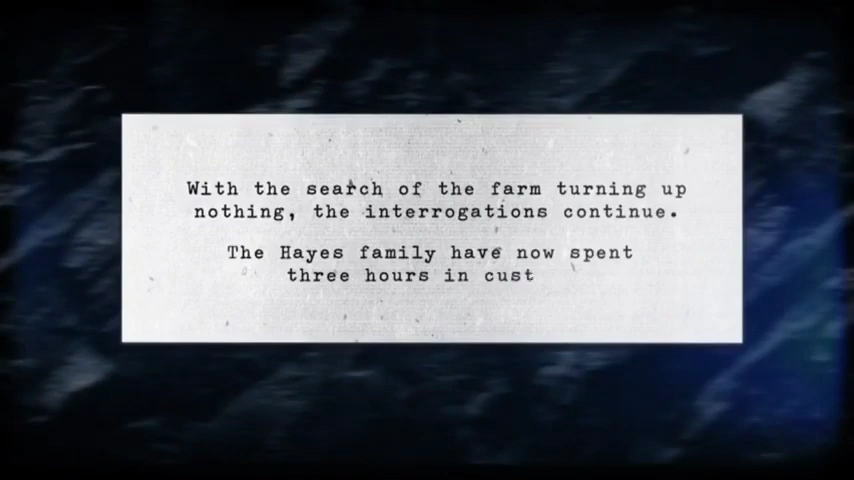 With the search of the farm turning up
nothing, the interrogations continue.
The Hayes family have now spent
three hours in cust